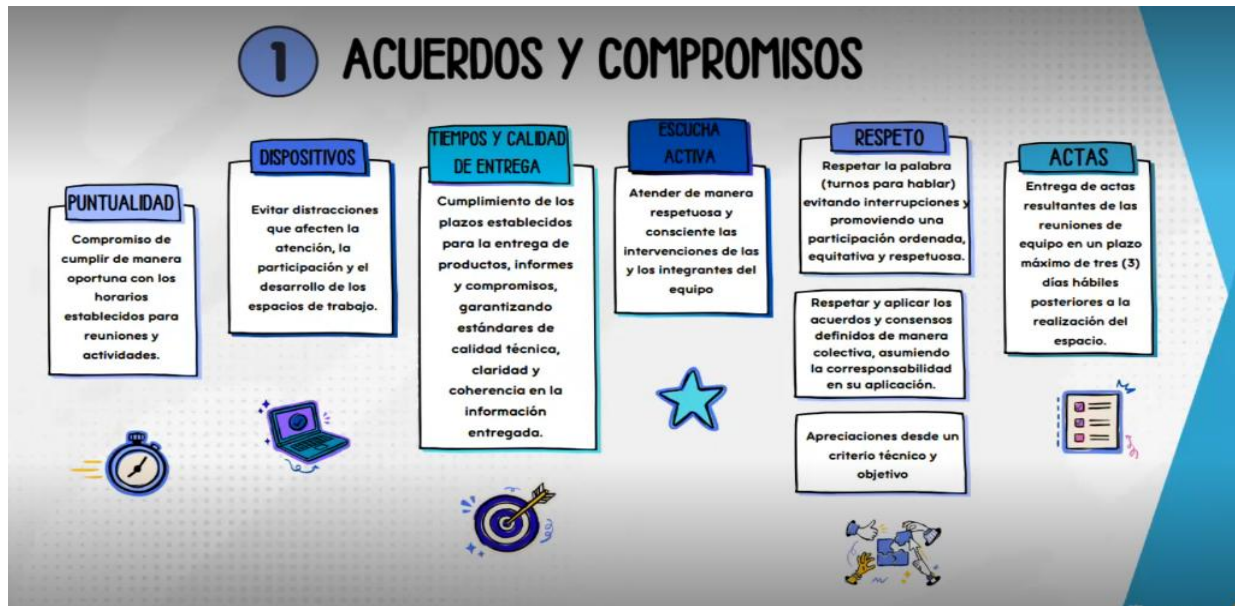 1 ACUERDOS Y COMPROMISOS
PUNTUALIDAD
Compromiso de
cumplir de manera
oportuna con los
horarios
establecidos para
reuniones y
actividades.
DISPOSITIVOS
Evitar distracciones
que afecten la
atención, la
participación y el
desarrollo de los
espacios de trabajo.
TIEMPOS Y CALIDAD
DE ENTREGA
Cumplimiento de los
plazos establecidos
para la entrega de
productos, informes
y compromisos,
garantizando
estándares de
calidad técnica,
claridad y
coherencia en la
información
entregada.
ESCUCHA
ACTIVA
Atender de manera
respetuosa y
consciente las
intervenciones de las
y los integrantes del
equipo
RESPETO
Respetar la palabra
(turnos para hablar)
evitando interrupciones y
promoviendo una
participación ordenada,
equitativa y respetuosa.
Respetar y aplicar los
acuerdos y consensos
definidos de manera
colectiva, asumiendo
la corresponsabilidad
en su aplicación.
Apreciaciones desde un
criterio técnico y
objetivo
ACTAS
Entrega de actas
resultantes de las
reuniones de
equipo en un plazo
máximo de tres (3)
días hábiles
posteriores a la
realización del
espacio.